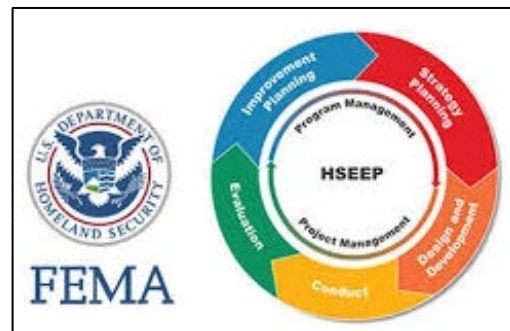 U.S. DEPARTMENT OF
HOMELAND SECURITY
FEMA
Improvement
Planning
Strategy
Planning
Program Management
HSEEP
Project Management
Evaluation
Design and
Development
Conduct